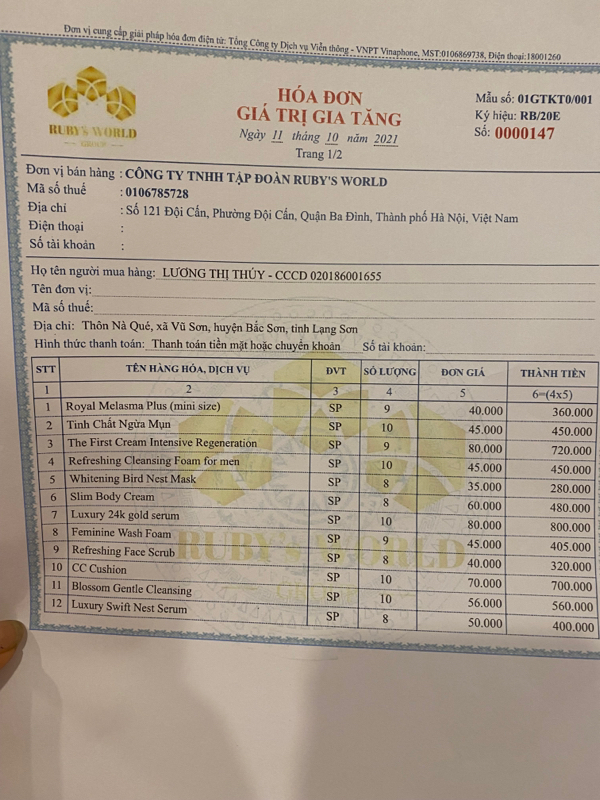 Đơn vị cung cấp giải pháp hóa đơn điện tử: Tổng Công ty Dịch vụ Viễn thông - VNPT Vinaphone, MST:0106869738, Điện thoại:18001260
RUBY'S WORLD
GROUP
HÓA ĐƠN
GIÁ TRỊ GIA TĂNG
Ngày 11 tháng 10 năm 2021
Trang 1/2
Mẫu số: 01GTKT0/001
Ký hiệu: RB/20E
Số: 0000147
Đơn vị bán hàng : CÔNG TY TNHH TẬP ĐOÀN RUBY'S WORLD
Mã số thuế : 0106785728
Địa chỉ : Số 121 Đội Cấn, Phường Đội Cấn, Quận Ba Đình, Thành phố Hà Nội, Việt Nam
Điện thoại :
Số tài khoản :
Họ tên người mua hàng: LƯƠNG THỊ THỦY - CCCD 020186001655
Tên đơn vị:
Mã số thuế:
Địa chỉ: Thôn Nà Qué, xã Vũ Sơn, huyện Bắc Sơn, tỉnh Lạng Sơn
Hình thức thanh toán: Thanh toán tiền mặt hoặc chuyển khoản Số tài khoản:
STT TÊN HÀNG HÓA, DỊCH VỤ ĐVT SỐ LƯỢNG ĐƠN GIÁ THÀNH TIỀN
1 2 3 4 5 6=(4x5)
1 Royal Melasma Plus (mini size) SP 9 40.000 360.000
2 Tinh Chất Ngừa Mụn SP 10 45.000 450.000
3 The First Cream Intensive Regeneration SP 9 80.000 720.000
4 Refreshing Cleansing Foam for men SP 10 45.000 450.000
5 Whitening Bird Nest Mask SP 8 35.000 280.000
6 Slim Body Cream SP 8 60.000 480.000
7 Luxury 24k gold serum SP 10 80.000 800.000
8 Feminine Wash Foam SP 9 45.000 405.000
9 Refreshing Face Scrub SP 8 40.000 320.000
10 CC Cushion SP 10 70.000 700.000
11 Blossom Gentle Cleansing SP 10 56.000 560.000
12 Luxury Swift Nest Serum SP 8 50.000 400.000
RUBY'S WORLD
GROUP